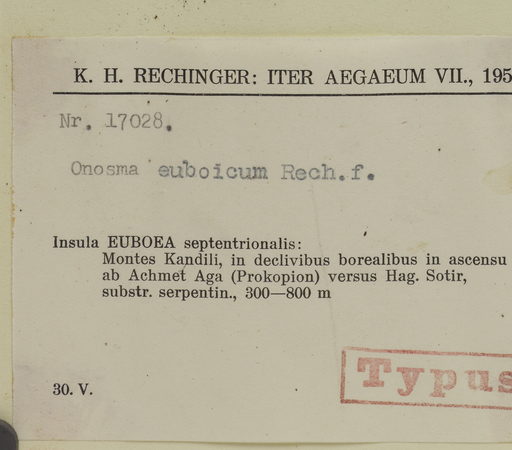 K. H. RECHINGER: ITER AEGAEUM VII., 195
Nr. 17028.
Onosma euboicum Rech.f.
Insula EUBOEA septentrionalis:
Montes Kandili, in declivibus borealibus in ascensu
ab Achmet Aga (Prokopion) versus Hag. Sotir,
substr. serpentin., 300—800 m
Typus
30. V.